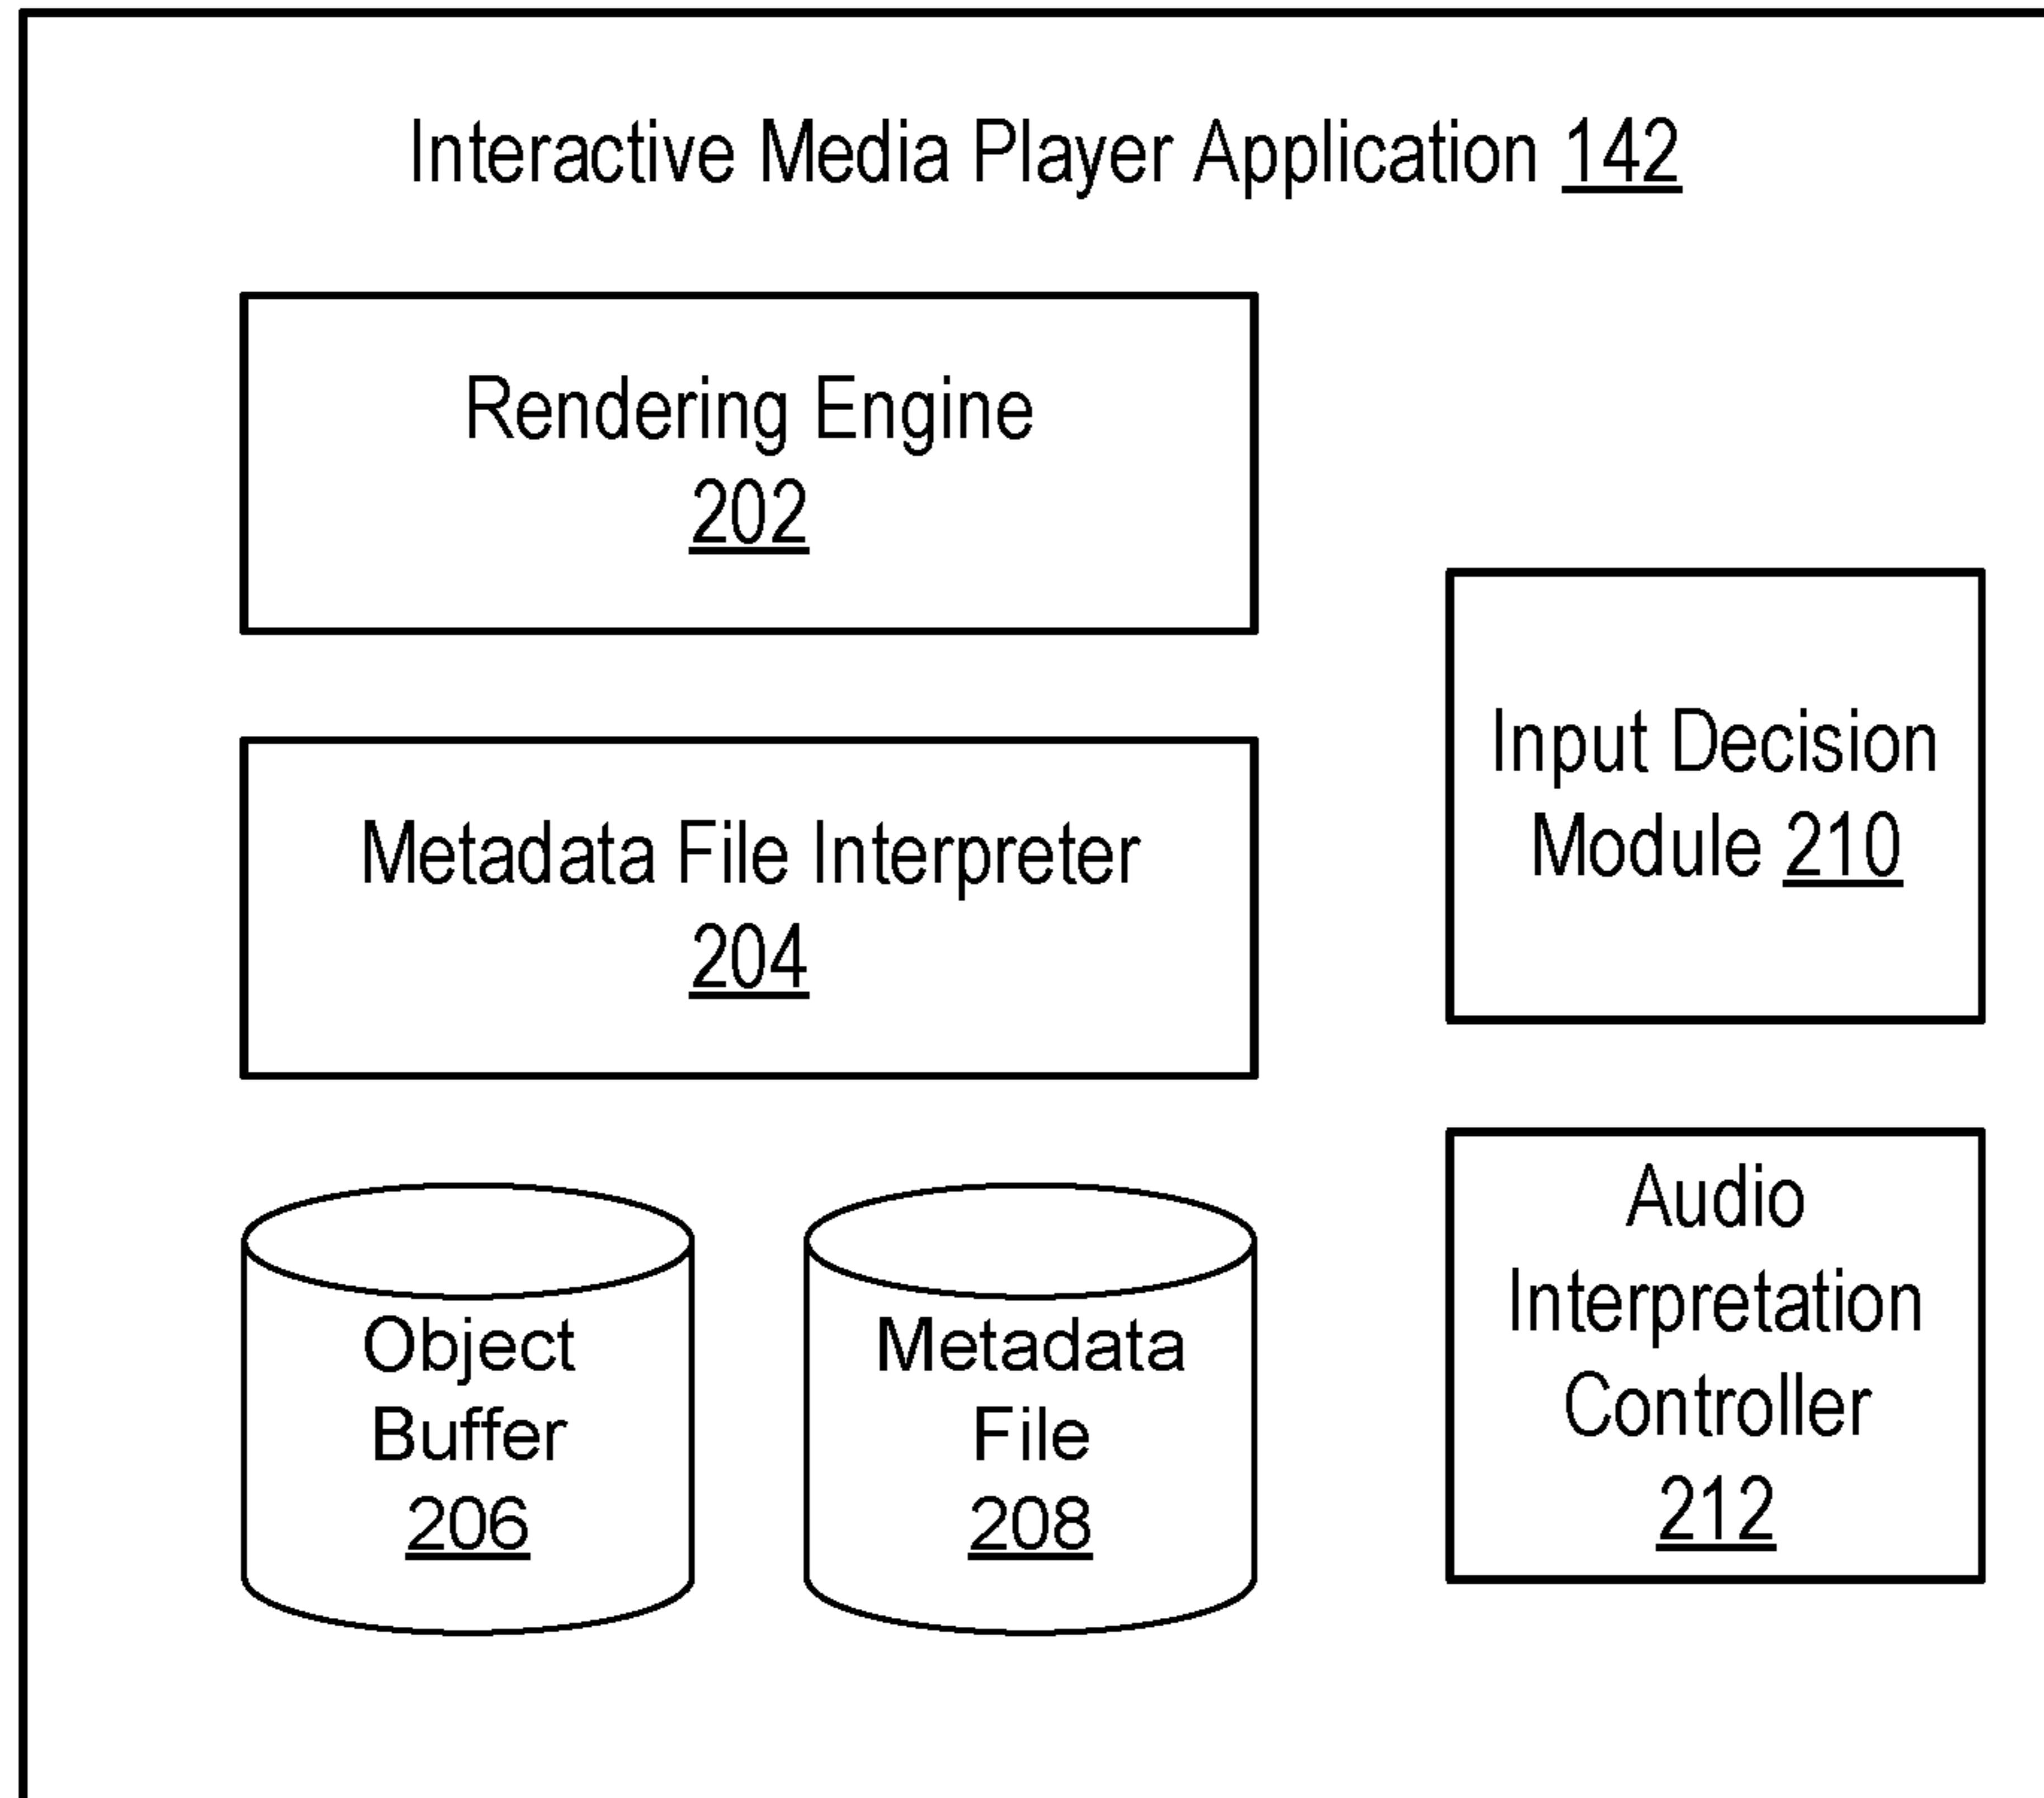 Interactive Media Player Application 142
Rendering Engine
202
Metadata File Interpreter
204
Object
Buffer
206
Metadata
File
208
Input Decision
Module 210
Audio
Interpretation
Controller
212